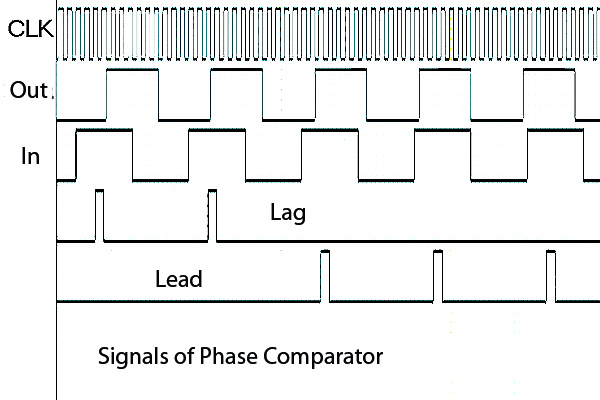 CLK
Out
In
Lag
Lead
Signals of Phase Comparator